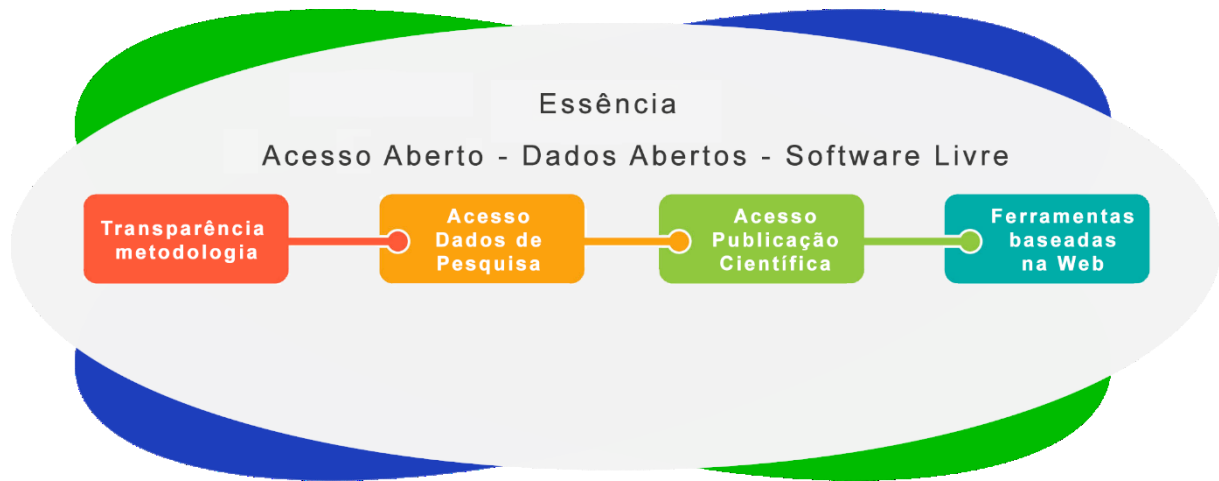 Essência
Acesso Aberto - Dados Abertos - Software Livre
Transparência
metodologia
Acesso
Dados de
Pesquisa
Acesso
Publicação
Científica
Ferramentas
baseadas
na Web